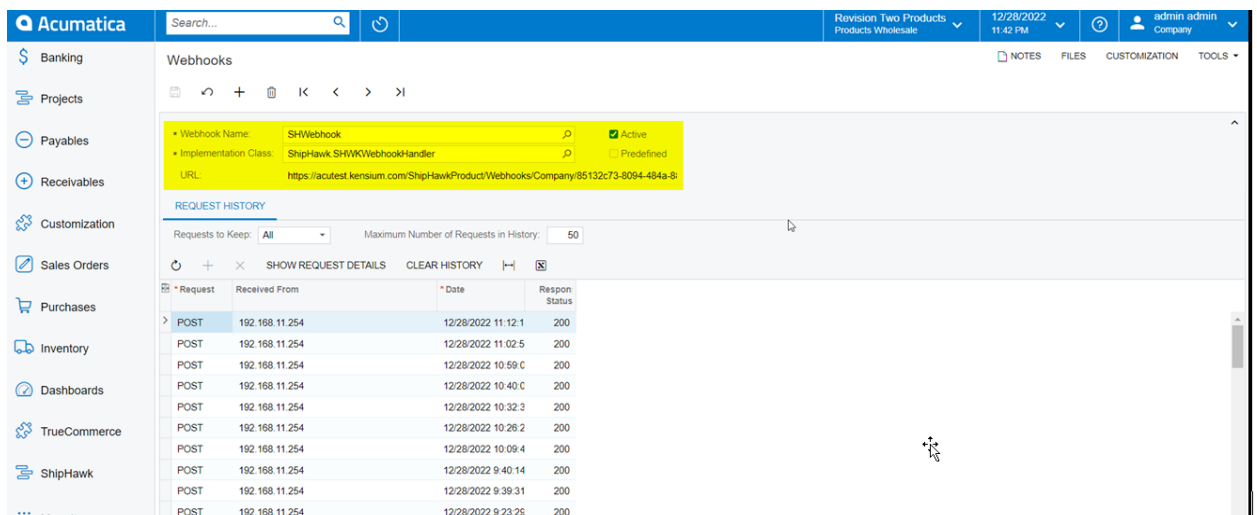 Acumatica Search... Revision Two Products 12/28/2022 admin admin
Products Wholesale 11:42 PM Company
Banking
Projects
Payables
Receivables
Customization
Sales Orders
Purchases
Inventory
Dashboards
TrueCommerce
ShipHawk
Webhooks NOTES FILES CUSTOMIZATION TOOLS
* Webhook Name: SHWebhook Active
* Implementation Class: ShipHawk.SHWKWebhookHandler Predefined
URL: https://acutest.kensium.com/ShipHawkProduct/Webhooks/Company/85132c73-8094-484a-8
REQUEST HISTORY
Requests to Keep: All Maximum Number of Requests in History: 50
SHOW REQUEST DETAILS CLEAR HISTORY
* Request Received From * Date Respon
Status
POST 192.168.11.254 12/28/2022 11:12:1 200
POST 192.168.11.254 12/28/2022 11:02:5 200
POST 192.168.11.254 12/28/2022 10:59:0 200
POST 192.168.11.254 12/28/2022 10:40:0 200
POST 192.168.11.254 12/28/2022 10:32:3 200
POST 192.168.11.254 12/28/2022 10:26:2 200
POST 192.168.11.254 12/28/2022 10:09:4 200
POST 192.168.11.254 12/28/2022 9:40:14 200
POST 192.168.11.254 12/28/2022 9:39:31 200
POST 192.168.11.254 12/28/2022 9:23:29 200